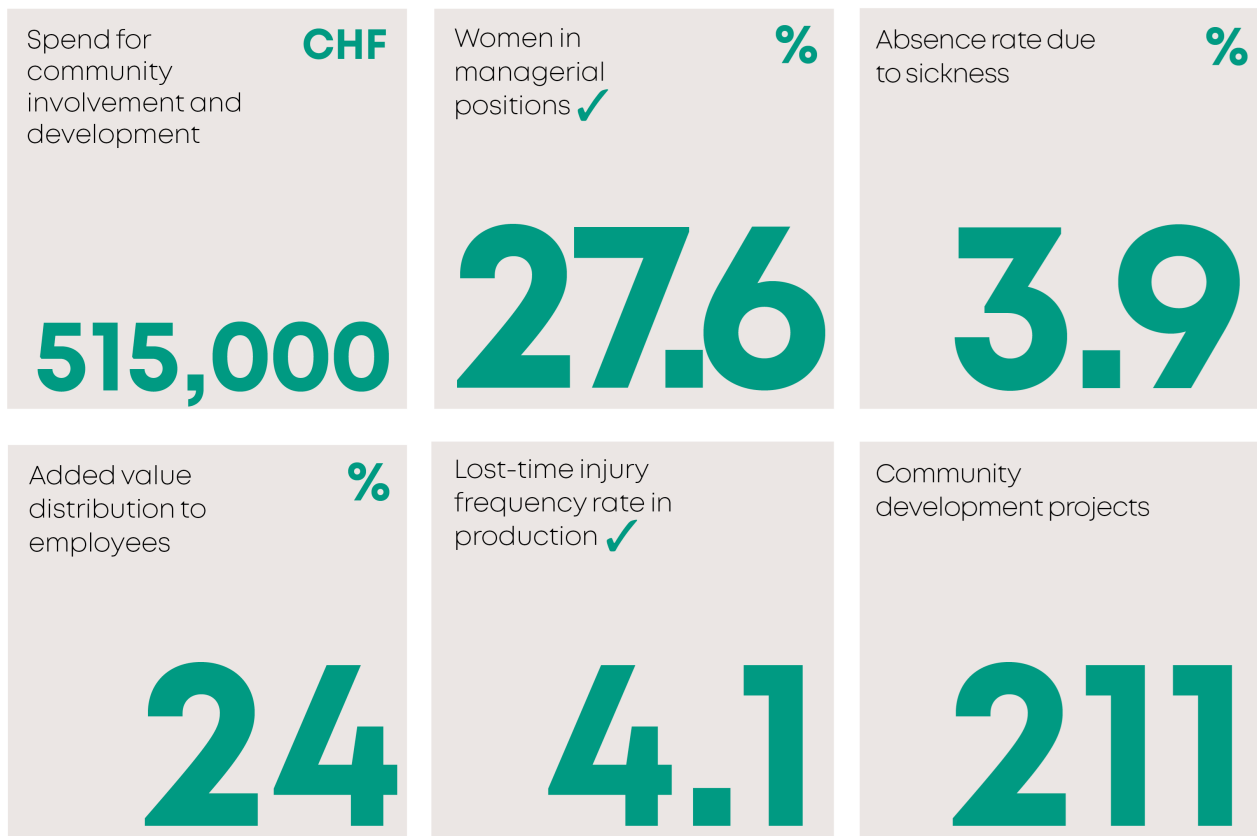 Spend for
community
involvement and
development
CHF
515,000
Women in
managerial
positions ✓
%
27.6
Absence rate due
to sickness
%
3.9
Added value
distribution to
employees
%
24
Lost-time injury
frequency rate in
production ✓
4.1
Community
development projects
211